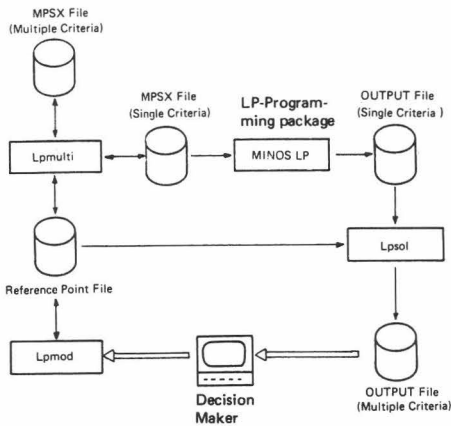 MPSX File
(Multiple Criteria)
MPSX File
(Single Criteria)
LP-Program-
ming package
OUTPUT File
(Single Criteria )
Lpmulti
MINOS LP
Lpsol
Reference Point File
Lpmod
Decision
Maker
OUTPUT File
(Multiple Criteria)